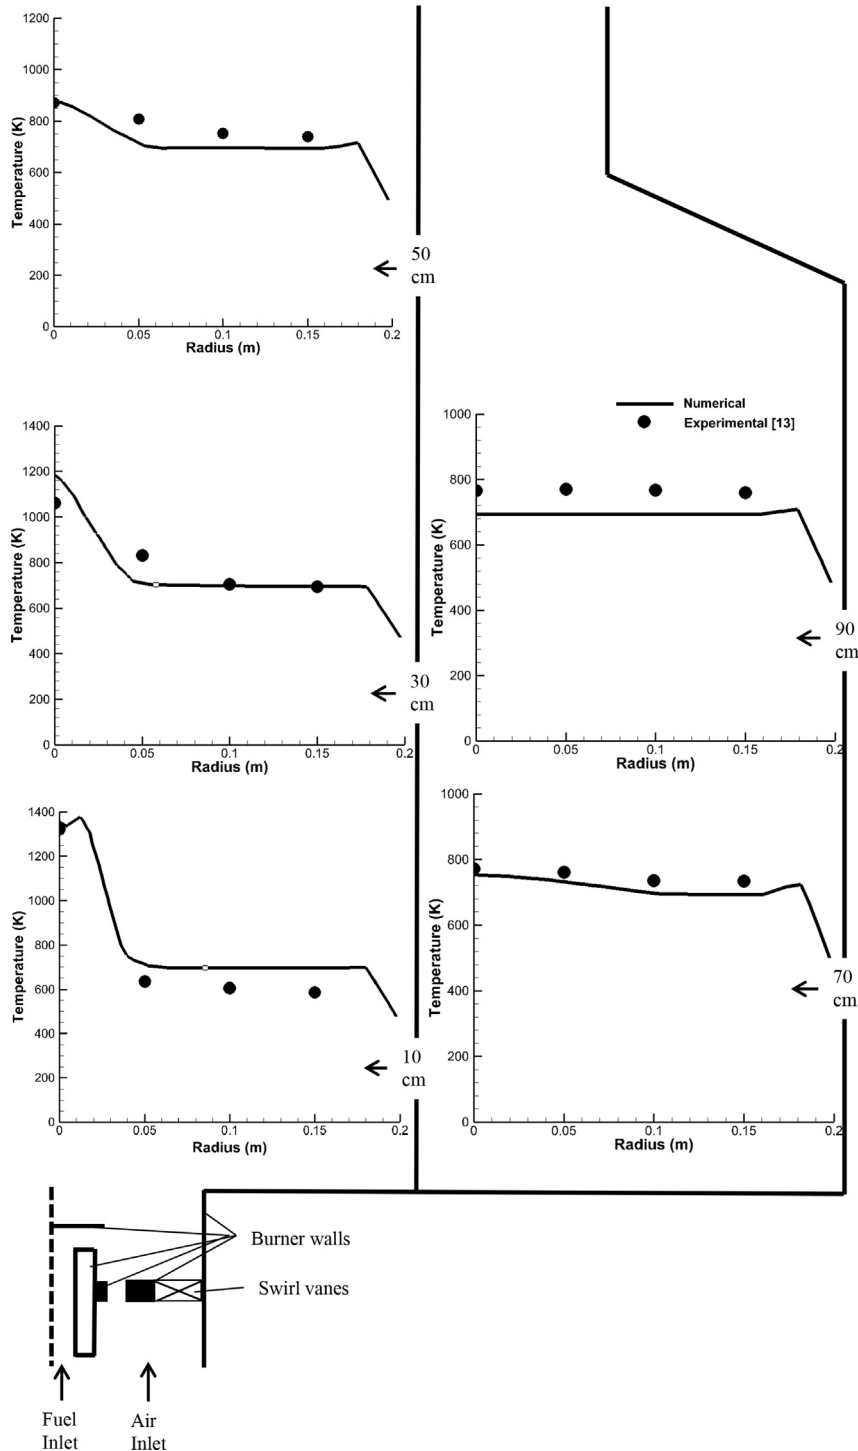 1200
1000
800
600
400
200
0
Temperature (K)
0
0.05
0.1
0.15
0.2
Radius (m)
50
cm
1400
1200
1000
800
600
400
200
0
Temperature (K)
0
0.05
0.1
0.15
0.2
Radius (m)
30
cm
Numerical
Experimental [13]
1000
800
600
400
200
0
Temperature (K)
0
0.05
0.1
0.15
0.2
Radius (m)
90
cm
1400
1200
1000
800
600
400
200
0
Temperature (K)
0
0.05
0.1
0.15
0.2
Radius (m)
10
cm
1000
800
600
400
200
0
Temperature (K)
0
0.05
0.1
0.15
0.2
Radius (m)
70
cm
Burner walls
Swirl vanes
Fuel
Inlet
Air
Inlet